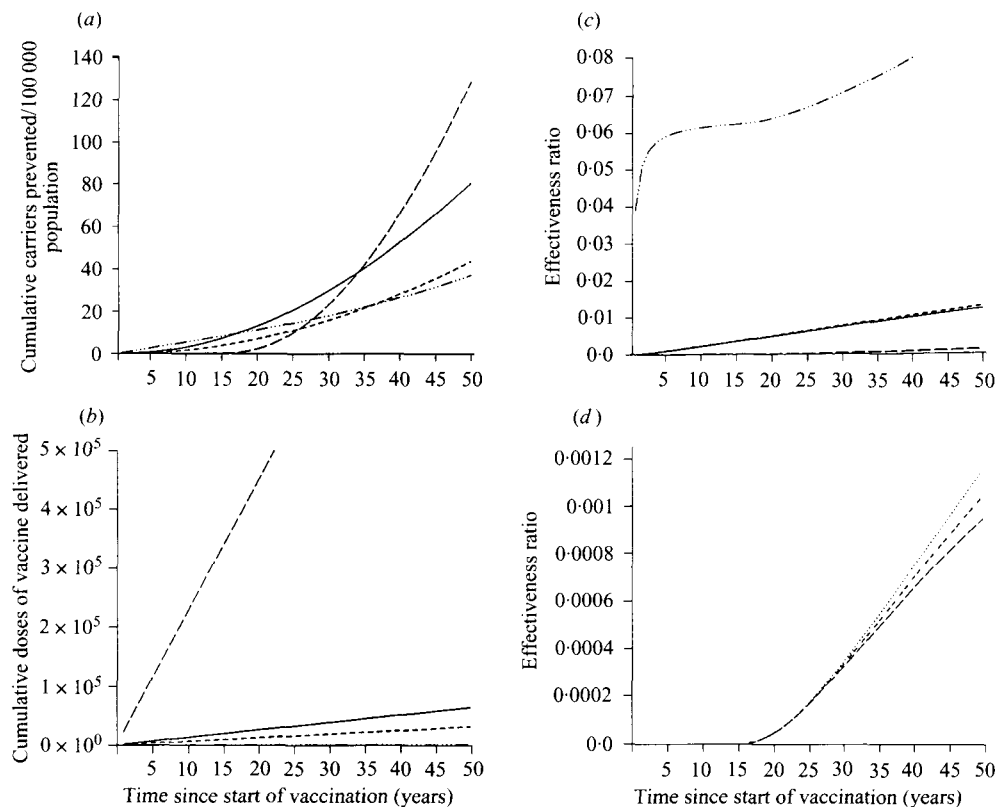 (a)
Cumulative carriers prevented/100 000
population
140
120
100
80
60
40
20
0
5 10 15 20 25 30 35 40 45 50
(b)
Cumulative doses of vaccine delivered
5 × 10⁵
4 × 10⁵
3 × 10⁵
2 × 10⁵
1 × 10⁵
0 × 10⁰
5 10 15 20 25 30 35 40 45 50
Time since start of vaccination (years)
(c)
Effectiveness ratio
0·08
0·07
0·06
0·05
0·04
0·03
0·02
0·01
0·0
5 10 15 20 25 30 35 40 45 50
(d)
Effectiveness ratio
0·0012
0·001
0·0008
0·0006
0·0004
0·0002
0·0
5 10 15 20 25 30 35 40 45 50
Time since start of vaccination (years)